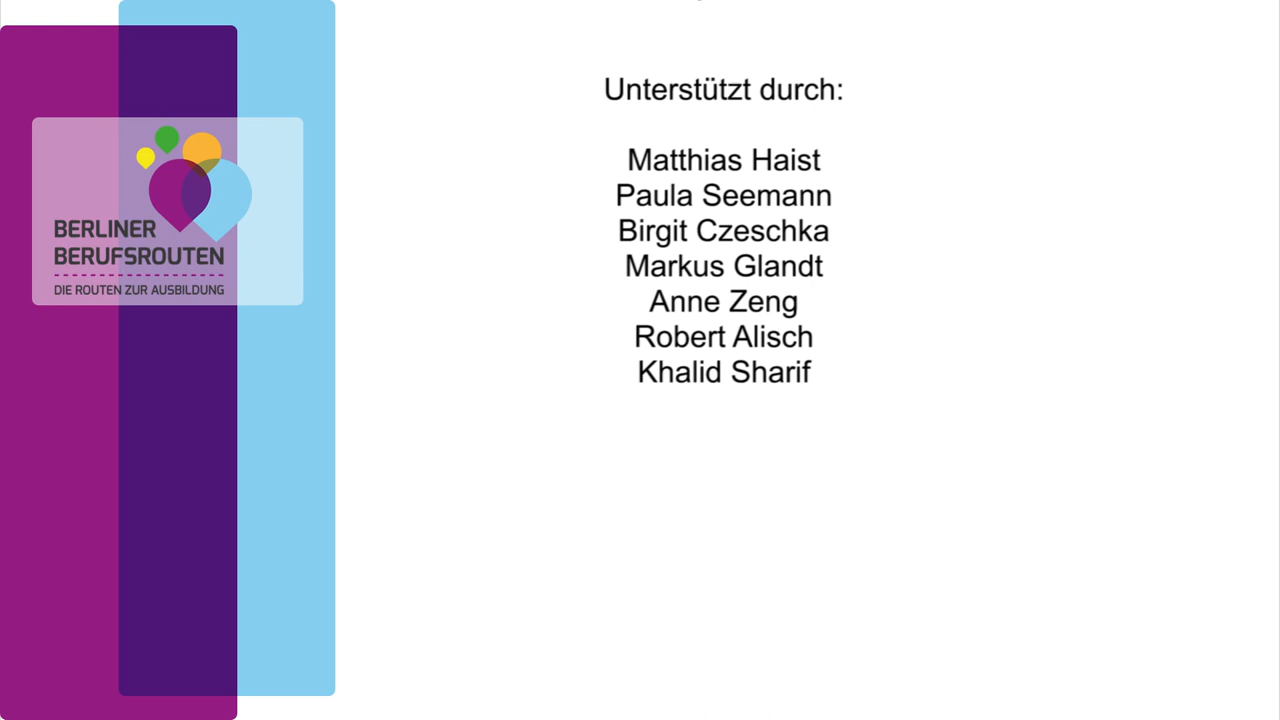 BERLINER
BERUFSROUTEN
DIE ROUTEN ZUR AUSBILDUNG
Unterstützt durch:
Matthias Haist
Paula Seemann
Birgit Czeschka
Markus Glandt
Anne Zeng
Robert Alisch
Khalid Sharif